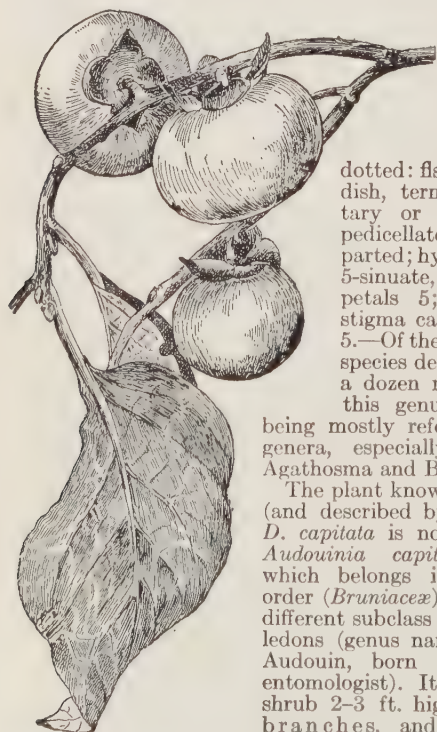 dotted: fls
dish, term
tary or
pedicellate
parted; hy
5-sinuate,
petals 5;
stigma ca
5.—Of the
species de
a dozen r
this genu
being mostly refe
genera, especially
Agathosma and B
The plant know
(and described b
D. capitata is no
Audouinia capit
which belongs i
order (Bruniaceæ)
different subclass
ledons (genus nar
Audouin, born
entomologist). It
shrub 2–3 ft. hig
branches, and